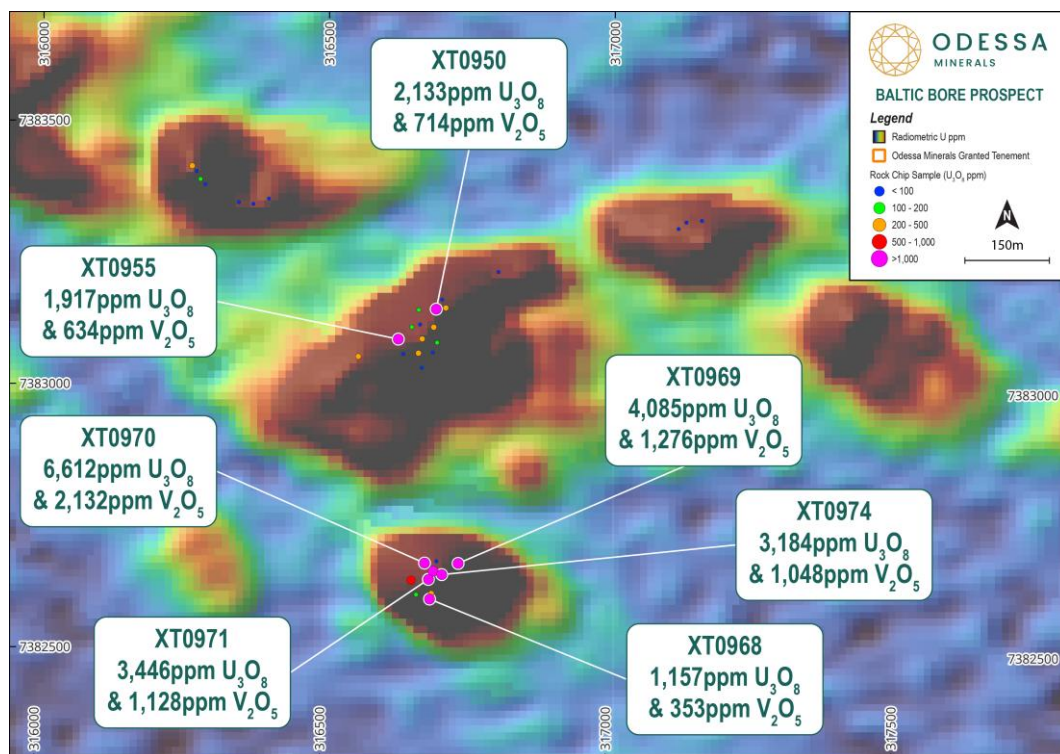 316000
316500
317000
ODESSA
MINERALS
BALTIC BORE PROSPECT
Legend
Radiometric U ppm
Odessa Minerals Granted Tenement
Rock Chip Sample (U₃O₈ ppm)
< 100
100 - 200
200 - 500
500 - 1,000
>1,000
N
150m
7383500
XT0950
2,133ppm U₃O₈
& 714ppm V₂O₅
XT0955
1,917ppm U₃O₈
& 634ppm V₂O₅
7383000
7383000
XT0969
4,085ppm U₃O₈
& 1,276ppm V₂O₅
XT0970
6,612ppm U₃O₈
& 2,132ppm V₂O₅
XT0974
3,184ppm U₃O₈
& 1,048ppm V₂O₅
XT0971
3,446ppm U₃O₈
& 1,128ppm V₂O₅
XT0968
1,157ppm U₃O₈
& 353ppm V₂O₅
7382500
7382500
316000
316500
317000
317500